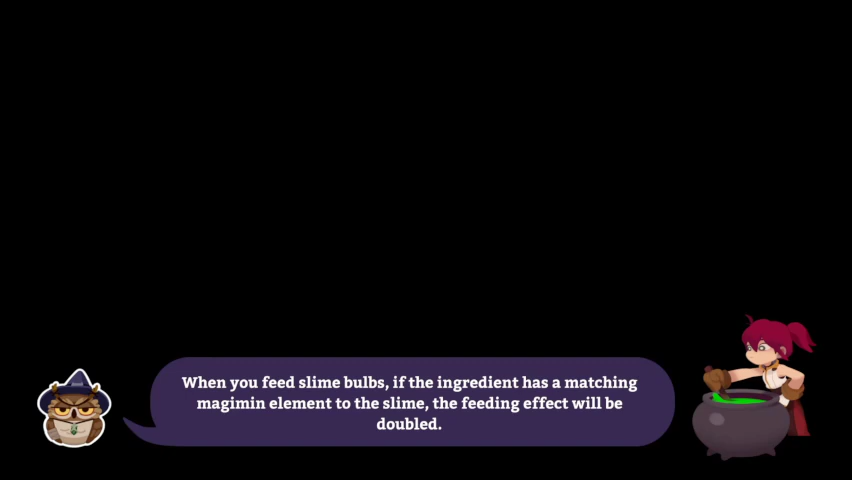 When you feed slime bulbs, if the ingredient has a matching
magimin element to the slime, the feeding effect will be
doubled.